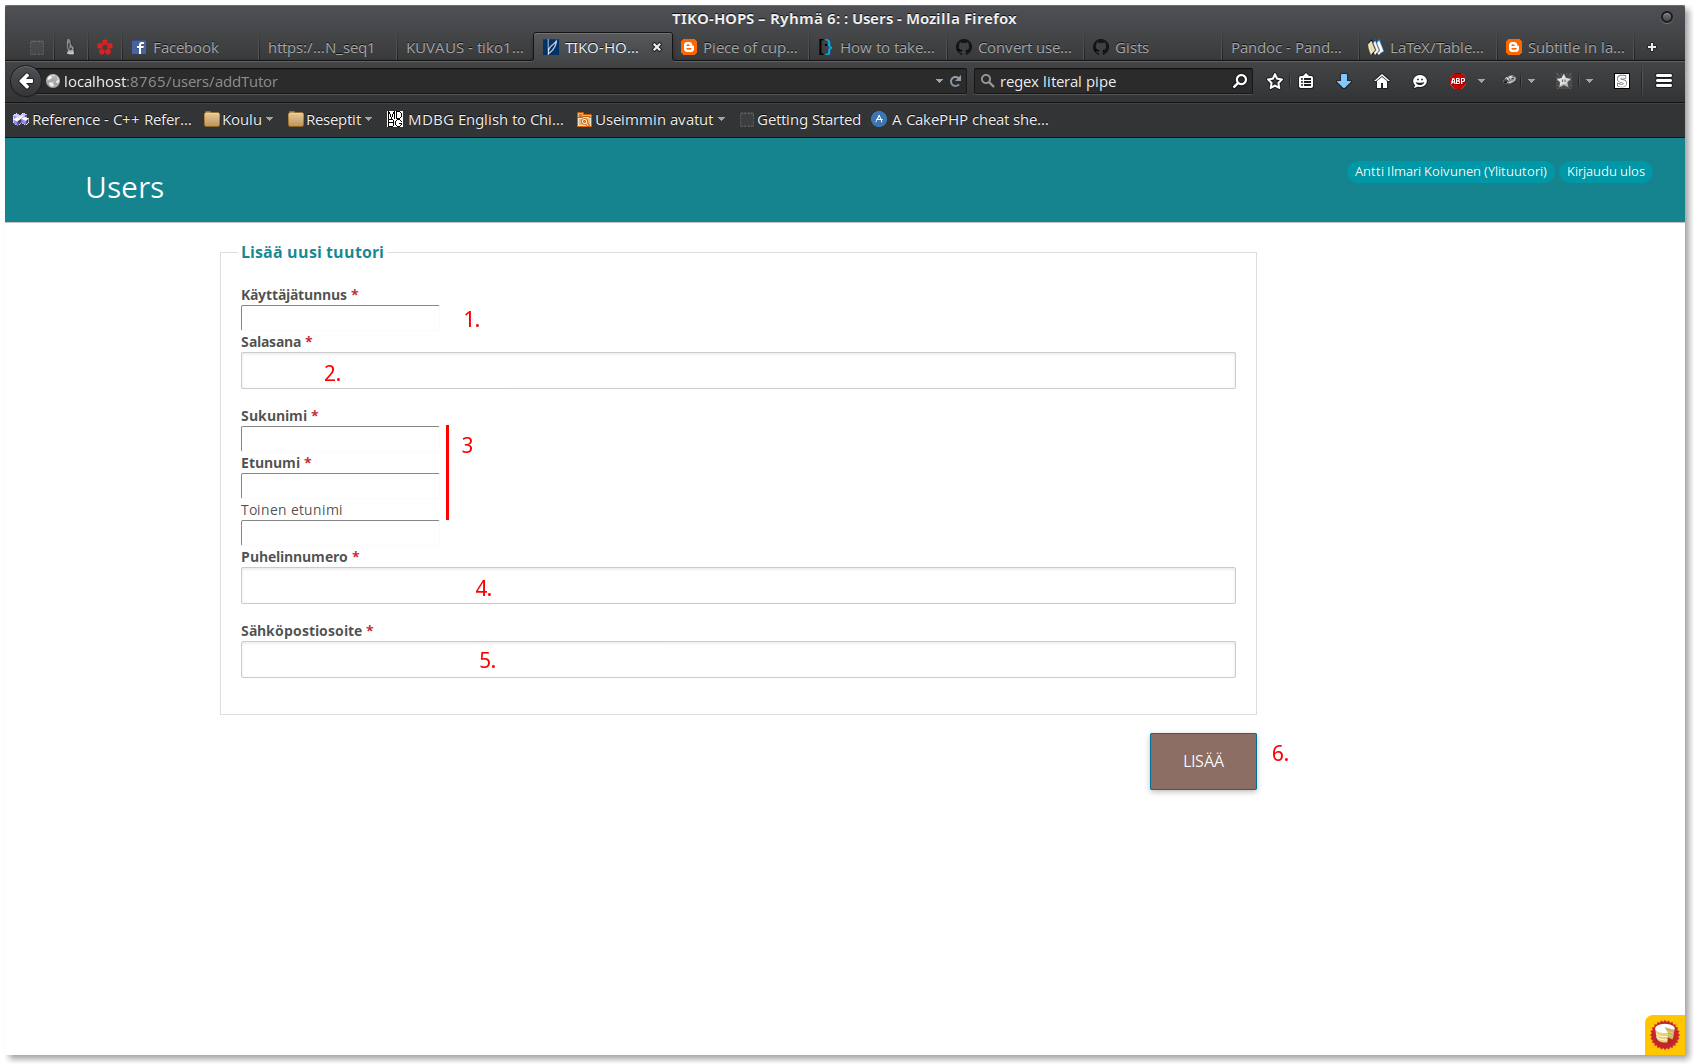 TIKO-HOPS – Ryhmä 6: : Users - Mozilla Firefox
Facebook
https:/...N_seq1
KUVAUS - tiko1...
TIKO-HO... ×
Piece of cup...
How to take...
Convert use...
Gists
Pandoc - Pand...
LaTeX/Table...
Subtitle in la...
localhost:8765/users/addTutor
regex literal pipe
ABP
Reference - C++ Refer...
Koulu
Reseptit
MDBG English to Chi...
Useimmin avatut
Getting Started
A CakePHP cheat she...
Users
Antti Ilmari Koivunen (Ylituutori)
Kirjaudu ulos
Lisää uusi tuutori
Käyttäjätunnus *
1.
Salasana *
2.
Sukunimi *
3
Etunumi *
Toinen etunimi
Puhelinnumero *
4.
Sähköpostiosoite *
5.
LISÄÄ
6.